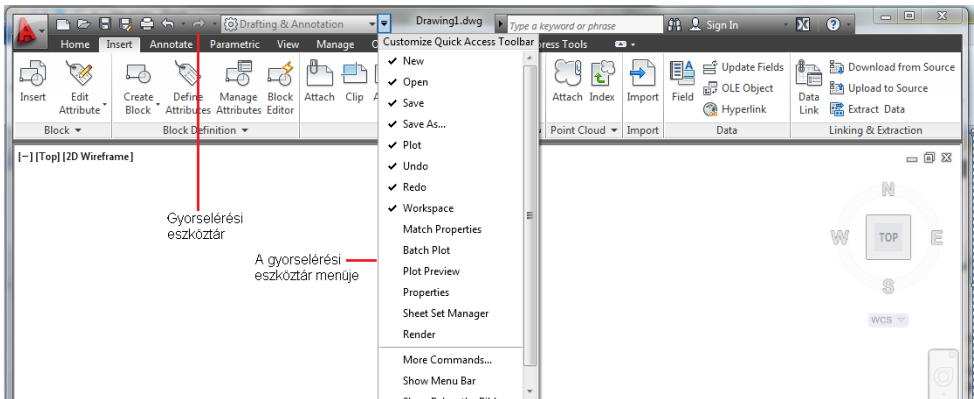 Drafting & Annotation
Drawing1.dwg
Type a keyword or phrase
Sign In
Home Insert Annotate Parametric View Manage
Customize Quick Access Toolbar
press Tools
New
Open
Save
Save As...
Plot
Undo
Redo
Workspace
Match Properties
Batch Plot
Plot Preview
Properties
Sheet Set Manager
Render
More Commands...
Show Menu Bar
Insert
Edit
Attribute
Create
Block
Define
Attributes
Manage
Attributes
Block
Editor
Attach
Clip
Attach
Index
Import
Field
Update Fields
OLE Object
Hyperlink
Data
Link
Download from Source
Upload to Source
Extract Data
Block
Block Definition
Point Cloud
Import
Data
Linking & Extraction
[−] [Top] [2D Wireframe]
Gyorselérési
eszköztár
A gyorselérési
eszköztár menüje
N
W
TOP
E
S
WCS